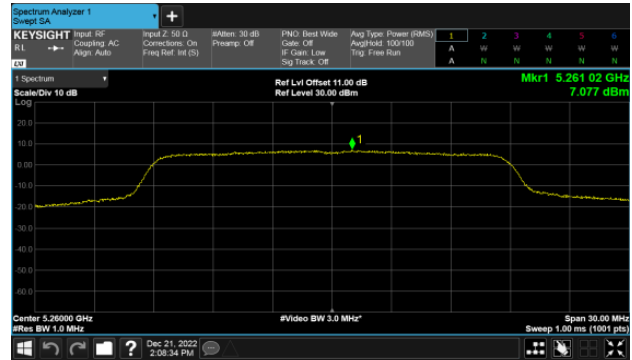 Spectrum Analyzer 1
Swept SA
+
KEYSIGHT Input: RF Input Z: 50 Ω #Atten: 30 dB PNO: Best Wide Avg Type: Power (RMS) 1 2 3 4 5 6
RL Coupling: AC Corrections: On Preamp: Off Gate: Off Avg|Hold: 100/100 A W W W W W
Align: Auto Freq Ref: Int (S) IF Gain: Low Trig: Free Run
Sig Track: Off A N N N N N
LXI
1 Spectrum Ref Lvl Offset 11.00 dB Mkr1 5.261 02 GHz
Scale/Div 10 dB Ref Level 30.00 dBm 7.077 dBm
Log
20.0
10.0
1
0.00
-10.0
-20.0
-30.0
-40.0
-50.0
-60.0
Center 5.26000 GHz #Video BW 3.0 MHz* Span 30.00 MHz
#Res BW 1.0 MHz Sweep 1.00 ms (1001 pts)
? Dec 21, 2022
2:08:34 PM